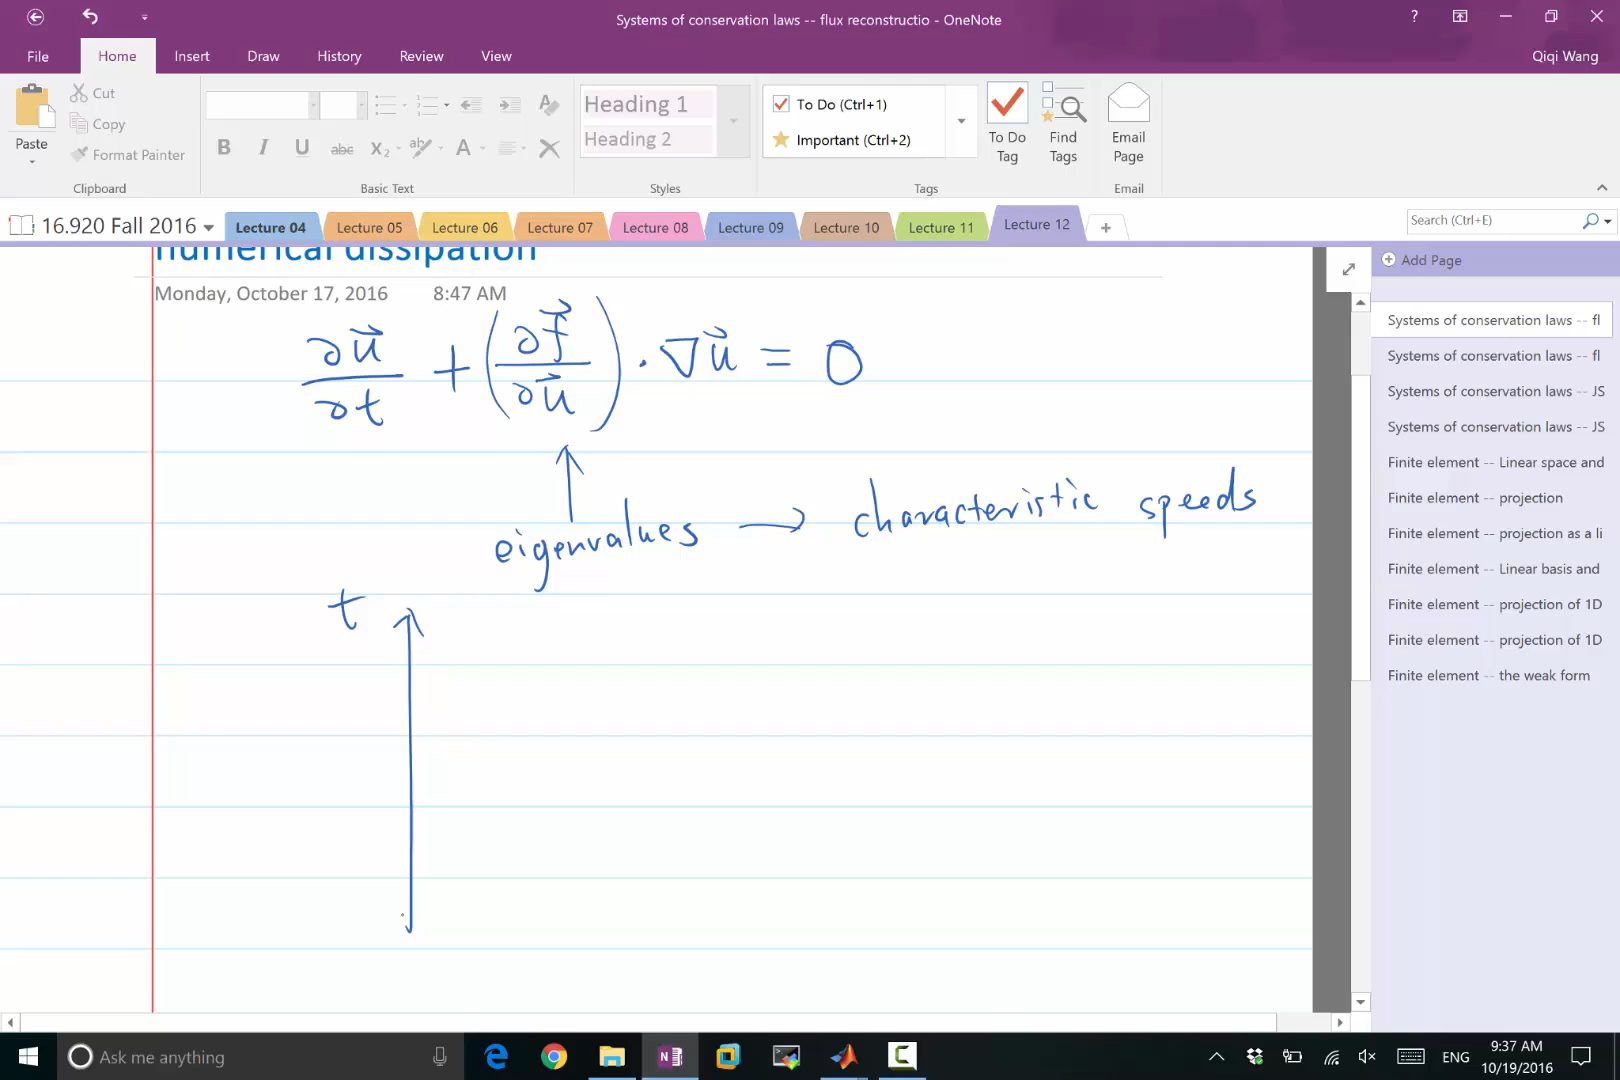 Systems of conservation laws -- flux reconstructio - OneNote
?
File
Home
Insert
Draw
History
Review
View
Qiqi Wang
Paste
Cut
Copy
Format Painter
Clipboard
B I U abc X₂ A
Basic Text
Heading 1
Heading 2
Styles
To Do (Ctrl+1)
Important (Ctrl+2)
To Do Tag
Find Tags
Tags
Email Page
Email
16.920 Fall 2016
Lecture 04
Lecture 05
Lecture 06
Lecture 07
Lecture 08
Lecture 09
Lecture 10
Lecture 11
Lecture 12
Search (Ctrl+E)
numerical dissipation
Monday, October 17, 2016 8:47 AM
∂u⃗/∂t + (∂f⃗/∂u⃗) · ∇u⃗ = 0
eigenvalues → characteristic speeds
t
Add Page
Systems of conservation laws -- fl
Systems of conservation laws -- fl
Systems of conservation laws -- JS
Systems of conservation laws -- JS
Finite element -- Linear space and
Finite element -- projection
Finite element -- projection as a li
Finite element -- Linear basis and
Finite element -- projection of 1D
Finite element -- projection of 1D
Finite element -- the weak form
Ask me anything
ENG
9:37 AM
10/19/2016